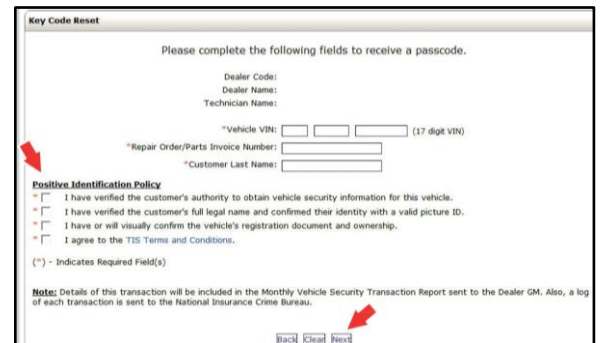 Key Code Reset
Please complete the following fields to receive a passcode.
Dealer Code:
Dealer Name:
Technician Name:
*Vehicle VIN: (17 digit VIN)
*Repair Order/Parts Invoice Number:
*Customer Last Name:
Positive Identification Policy
* I have verified the customer's authority to obtain vehicle security information for this vehicle.
* I have verified the customer's full legal name and confirmed their identity with a valid picture ID.
* I have or will visually confirm the vehicle's registration document and ownership.
* I agree to the TIS Terms and Conditions.
(*) - Indicates Required Field(s)
Note: Details of this transaction will be included in the Monthly Vehicle Security Transaction Report sent to the Dealer GM. Also, a log
of each transaction is sent to the National Insurance Crime Bureau.
Back Clear Next